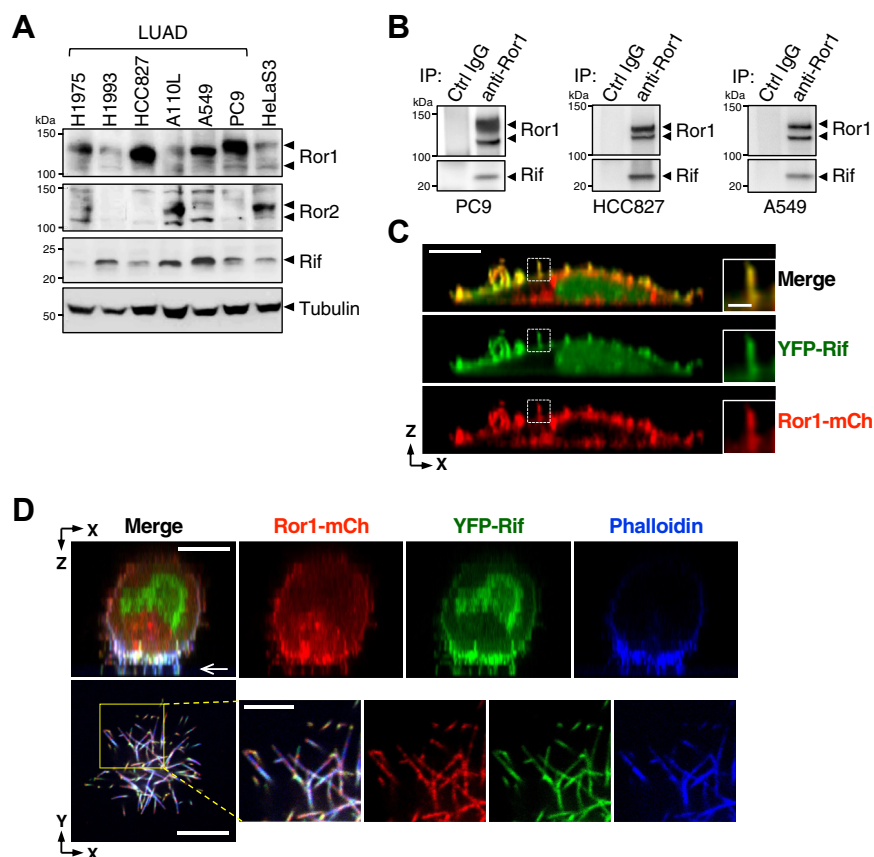 A
LUAD
H1975
H1993
HCC827
A110L
A549
PC9
HeLaS3
kDa
150
100
Ror1
150
100
Ror2
25
20
Rif
50
Tubulin
B
IP:
Ctrl IgG
anti-Ror1
kDa
150
100
Ror1
20
Rif
PC9
IP:
Ctrl IgG
anti-Ror1
kDa
150
100
Ror1
20
Rif
HCC827
IP:
Ctrl IgG
anti-Ror1
kDa
150
100
Ror1
20
Rif
A549
C
Merge
YFP-Rif
Ror1-mCh
Z
X
D
X
Z
Merge
Ror1-mCh
YFP-Rif
Phalloidin
Y
X